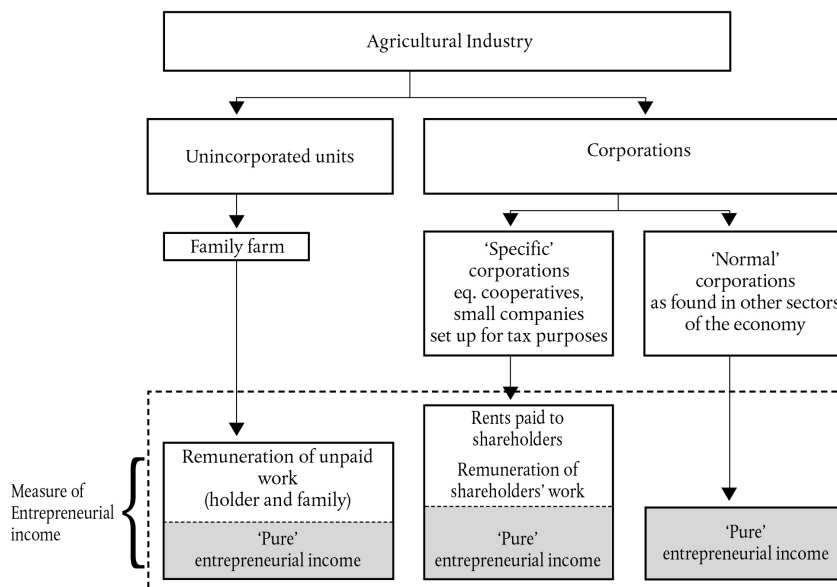 Agricultural Industry
Unincorporated units
Corporations
Family farm
‘Specific’
corporations
eq. cooperatives,
small companies
set up for tax purposes
‘Normal’
corporations
as found in other sectors
of the economy
Measure of
Entrepreneurial
income
Remuneration of unpaid
work
(holder and family)
‘Pure’
entrepreneurial income
Rents paid to
shareholders
Remuneration of
shareholders’ work
‘Pure’
entrepreneurial income
‘Pure’
entrepreneurial income